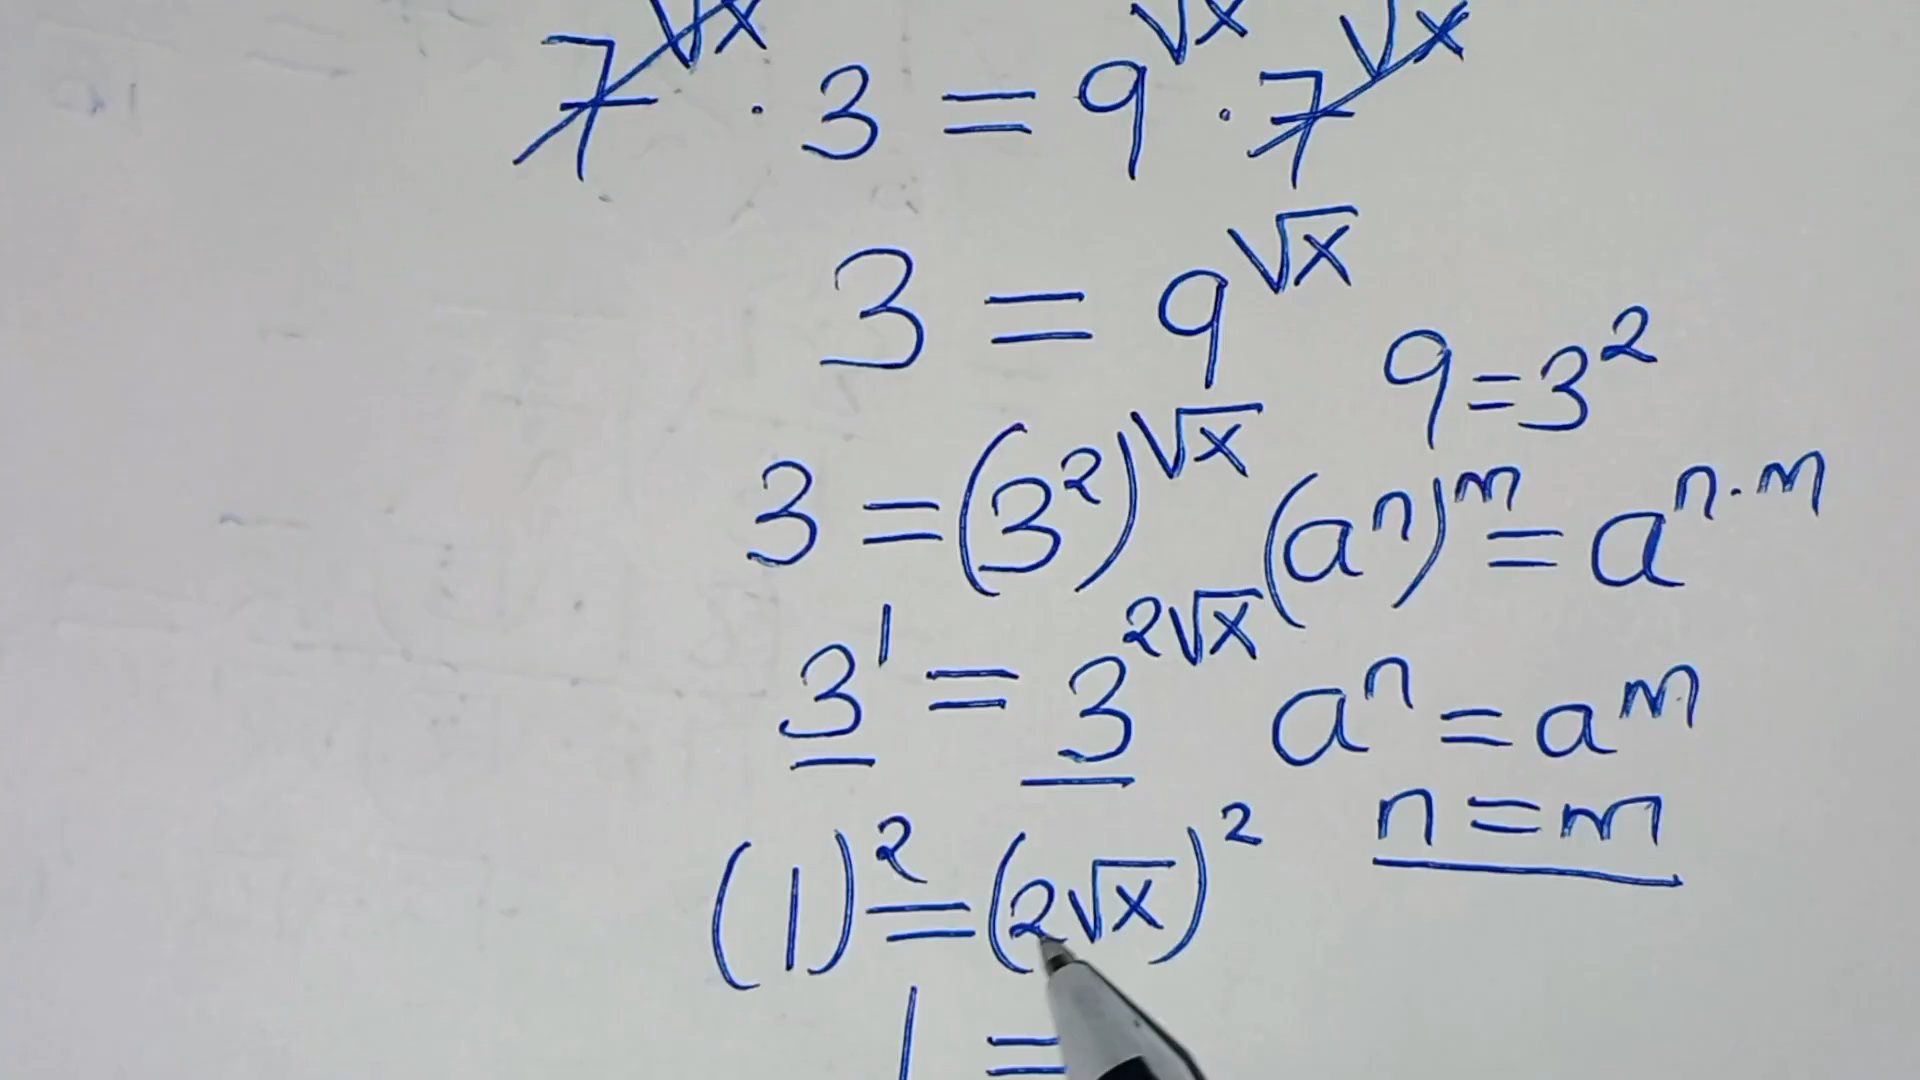 7^√x · 3 = 9^√x · 7^√x
3 = 9^√x
9 = 3^2
3 = (3^2)^√x (a^n)^m = a^n·m
3^1 = 3^2√x a^n = a^m
n = m
(1)^2 = (2√x)^2
1 =